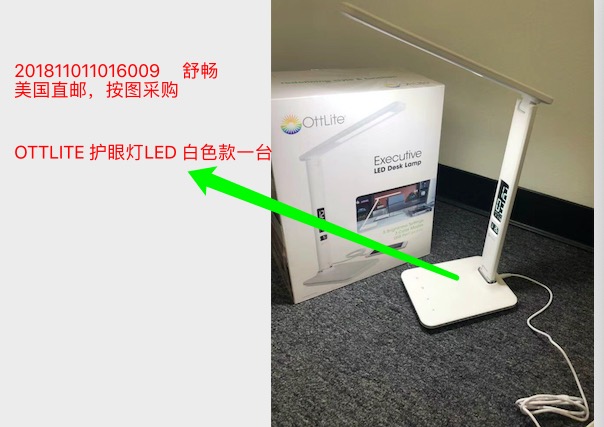 201811011016009 舒畅
美国直邮，按图采购
OTTLITE 护眼灯LED 白色款一台
OttLite
Executive
LED Desk Lamp